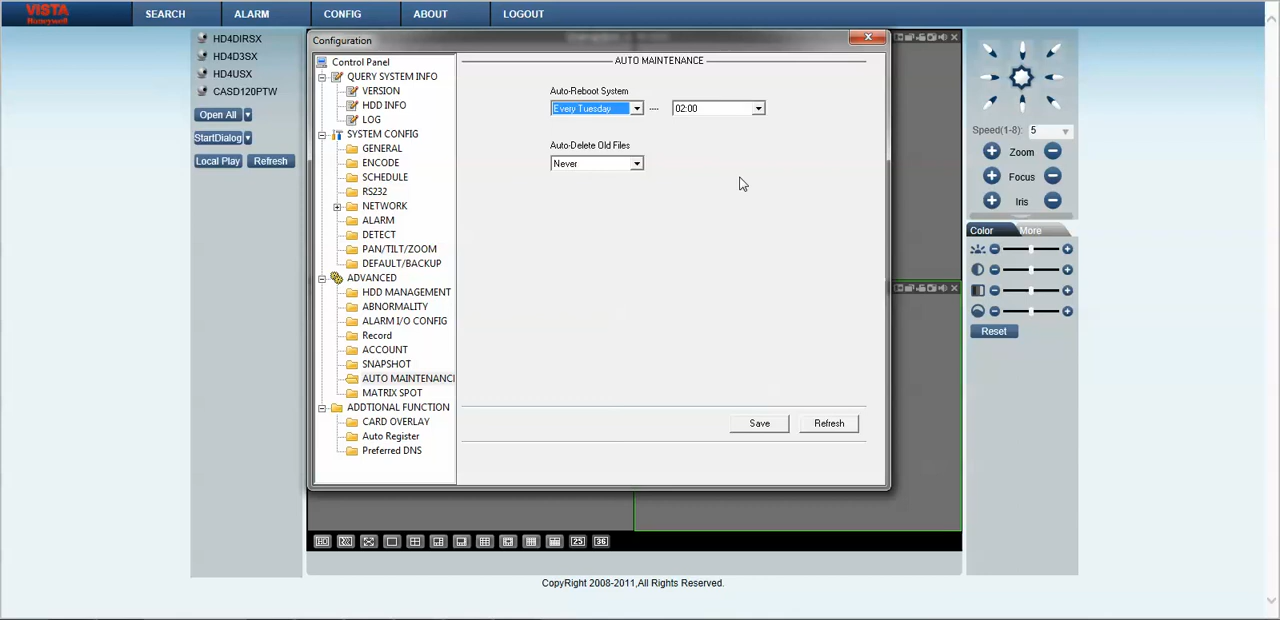 VISTA
Honeywell
SEARCH
ALARM
CONFIG
ABOUT
LOGOUT
HD4DIRSX
HD4D3SX
HD4USX
CASD120PTW
Open All
StartDialog
Local Play
Refresh
Configuration
Control Panel
QUERY SYSTEM INFO
VERSION
HDD INFO
LOG
SYSTEM CONFIG
GENERAL
ENCODE
SCHEDULE
RS232
NETWORK
ALARM
DETECT
PAN/TILT/ZOOM
DEFAULT/BACKUP
ADVANCED
HDD MANAGEMENT
ABNORMALITY
ALARM I/O CONFIG
Record
ACCOUNT
SNAPSHOT
AUTO MAINTENANCE
MATRIX SPOT
ADDTIONAL FUNCTION
CARD OVERLAY
Auto Register
Preferred DNS
AUTO MAINTENANCE
Auto-Reboot System
Every Tuesday .... 02:00
Auto-Delete Old Files
Never
Save
Refresh
Speed(1-8): 5
Zoom
Focus
Iris
Color
More
Reset
HD
25
36
CopyRight 2008-2011,All Rights Reserved.